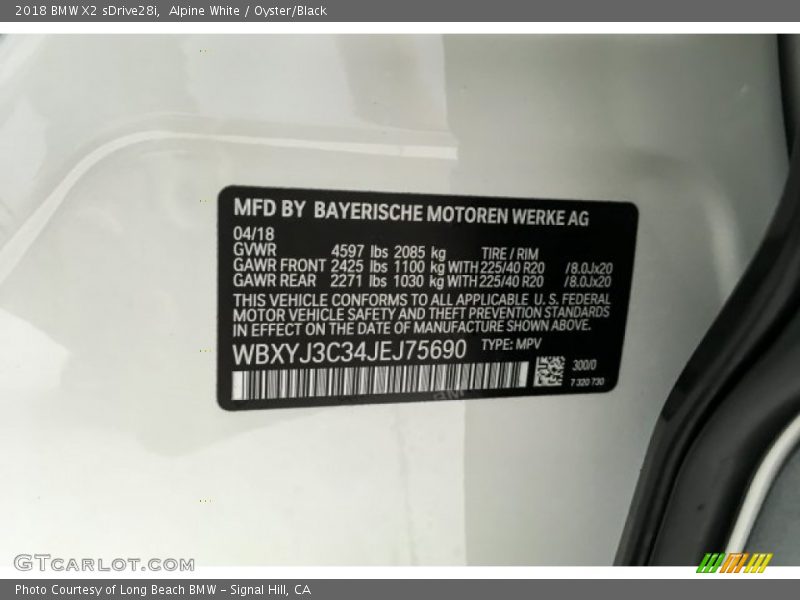 2018 BMW X2 sDrive28i,  Alpine White / Oyster/Black
MFD BY BAYERISCHE MOTOREN WERKE AG
04/18
GVWR 4597 lbs 2085 kg TIRE / RIM
GAWR FRONT 2425 lbs 1100 kg WITH 225/40 R20 /8.0Jx20
GAWR REAR 2271 lbs 1030 kg WITH 225/40 R20 /8.0Jx20
THIS VEHICLE CONFORMS TO ALL APPLICABLE U. S. FEDERAL
MOTOR VEHICLE SAFETY AND THEFT PREVENTION STANDARDS
IN EFFECT ON THE DATE OF MANUFACTURE SHOWN ABOVE.
WBXYJ3C34JEJ75690 TYPE: MPV
300/0
7 320 730
GTCARLOT.COM
Photo Courtesy of Long Beach BMW - Signal Hill, CA